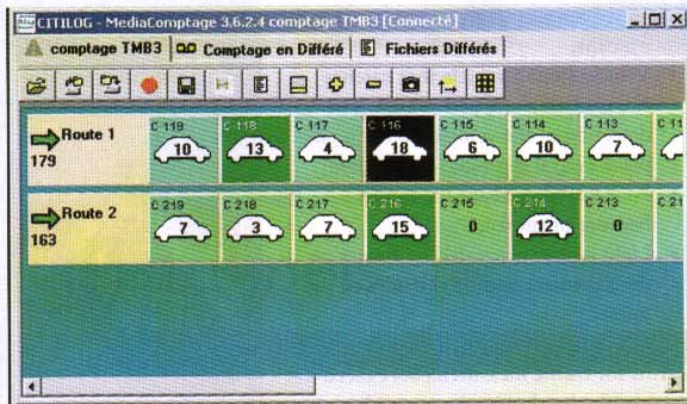 CITILOG - MediaComptage 3.6.2.4 comptage TMB3 [Connecté]
comptage TMB3 Comptage en Différé Fichiers Différés
Route 1
179
C 119 C 118 C 117 C 116 C 115 C 114 C 113 C 11
10 13 4 18 6 10 7
Route 2
163
C 219 C 218 C 217 C 216 C 215 C 214 C 213 C 21
7 3 7 15 0 12 0